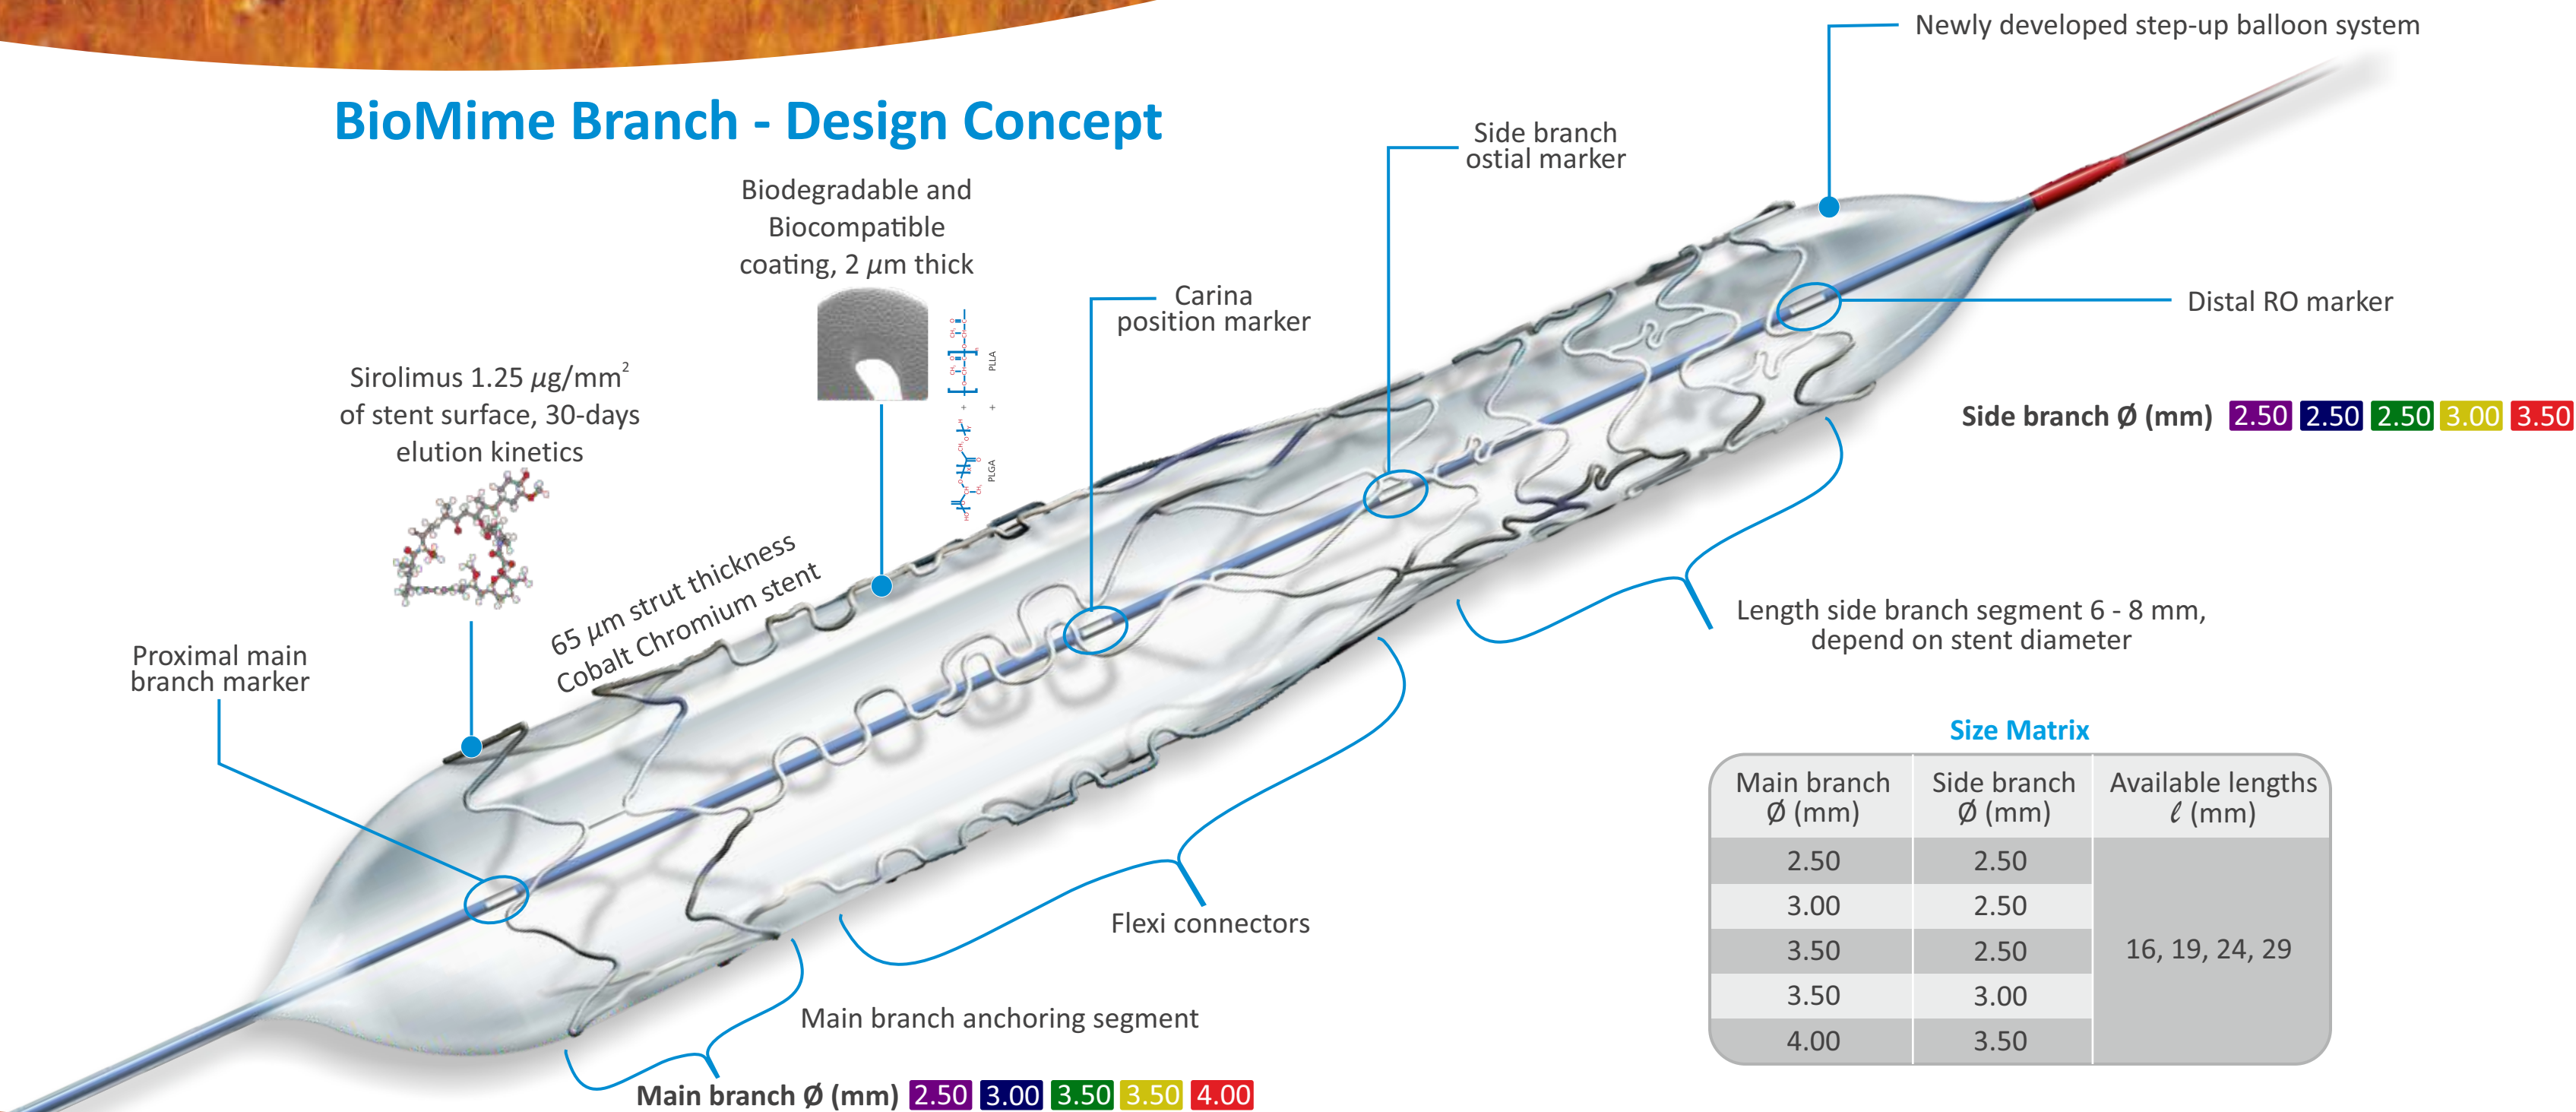 BioMime Branch - Design Concept
Newly developed step-up balloon system
Side branch
ostial marker
Biodegradable and
Biocompatible
coating, 2 μm thick
Carina
position marker
Distal RO marker
PLLA
+
+
PLGA
Sirolimus 1.25 μg/mm²
of stent surface, 30-days
elution kinetics
Side branch Ø (mm) 2.50 2.50 2.50 3.00 3.50
65 μm strut thickness
Cobalt Chromium stent
Proximal main
branch marker
Length side branch segment 6 - 8 mm,
depend on stent diameter
Flexi connectors
Main branch anchoring segment
Main branch Ø (mm) 2.50 3.00 3.50 3.50 4.00
Size Matrix
Main branch Ø (mm) Side branch Ø (mm) Available lengths ℓ (mm)
2.50 2.50
3.00 2.50
3.50 2.50 16, 19, 24, 29
3.50 3.00
4.00 3.50